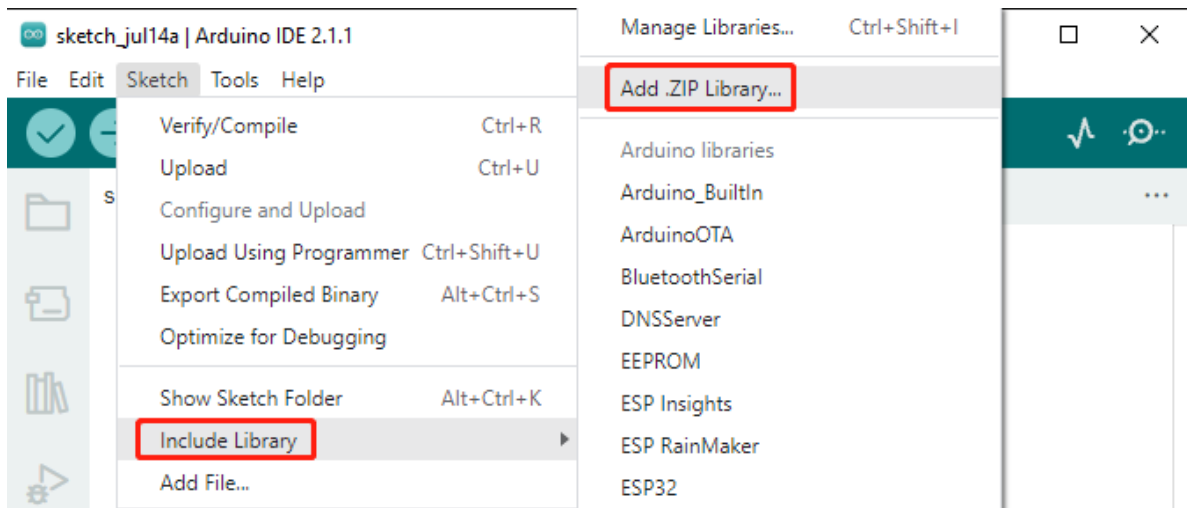 sketch_jul14a | Arduino IDE 2.1.1
File Edit Sketch Tools Help
Verify/Compile Ctrl+R
Upload Ctrl+U
Configure and Upload
Upload Using Programmer Ctrl+Shift+U
Export Compiled Binary Alt+Ctrl+S
Optimize for Debugging
Show Sketch Folder Alt+Ctrl+K
Include Library
Add File...
s
Manage Libraries... Ctrl+Shift+I
Add .ZIP Library...
Arduino libraries
Arduino_BuiltIn
ArduinoOTA
BluetoothSerial
DNSServer
EEPROM
ESP Insights
ESP RainMaker
ESP32